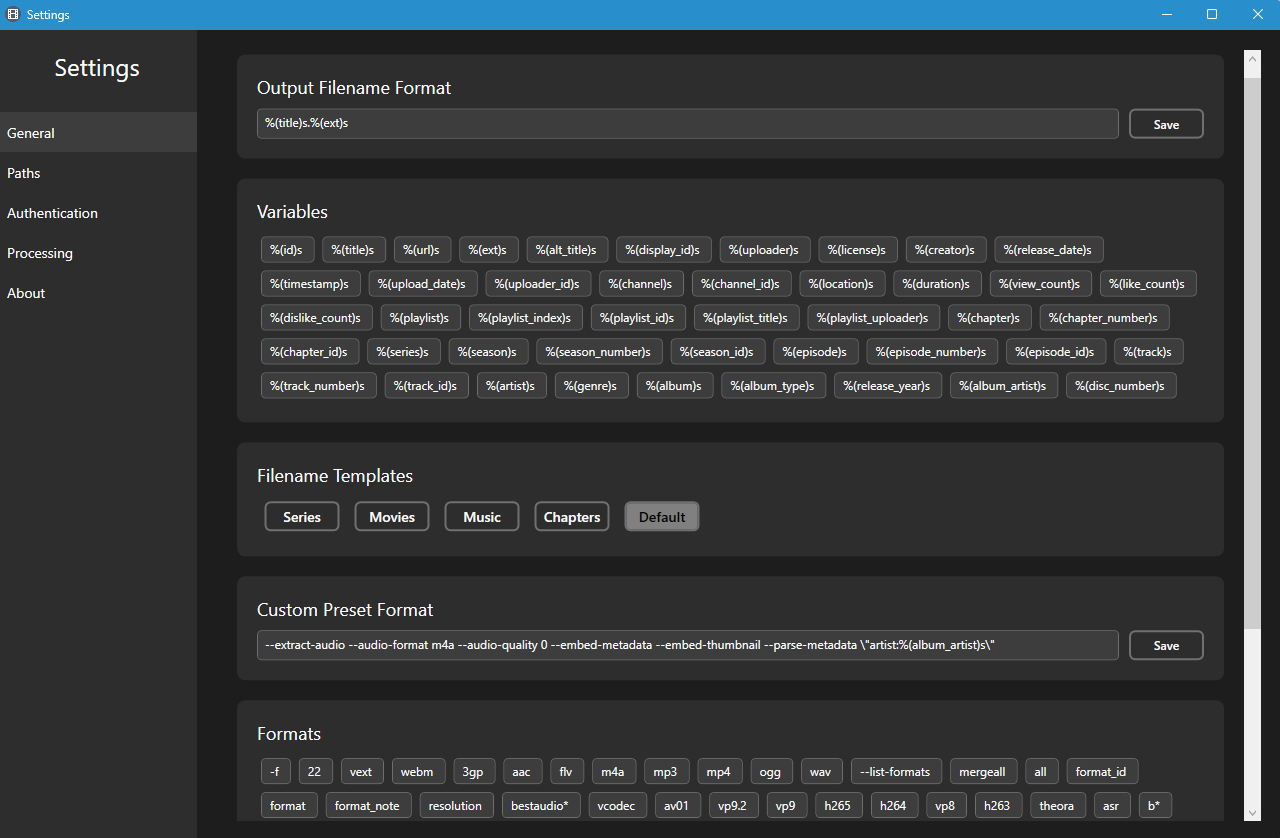 Settings
Settings
General
Paths
Authentication
Processing
About
Output Filename Format
%(title)s.%(ext)s Save
Variables
%(id)s %(title)s %(url)s %(ext)s %(alt_title)s %(display_id)s %(uploader)s %(license)s %(creator)s %(release_date)s
%(timestamp)s %(upload_date)s %(uploader_id)s %(channel)s %(channel_id)s %(location)s %(duration)s %(view_count)s %(like_count)s
%(dislike_count)s %(playlist)s %(playlist_index)s %(playlist_id)s %(playlist_title)s %(playlist_uploader)s %(chapter)s %(chapter_number)s
%(chapter_id)s %(series)s %(season)s %(season_number)s %(season_id)s %(episode)s %(episode_number)s %(episode_id)s %(track)s
%(track_number)s %(track_id)s %(artist)s %(genre)s %(album)s %(album_type)s %(release_year)s %(album_artist)s %(disc_number)s
Filename Templates
Series Movies Music Chapters Default
Custom Preset Format
--extract-audio --audio-format m4a --audio-quality 0 --embed-metadata --embed-thumbnail --parse-metadata \"artist:%(album_artist)s\" Save
Formats
-f 22 vext webm 3gp aac flv m4a mp3 mp4 ogg wav --list-formats mergeall all format_id
format format_note resolution bestaudio* vcodec av01 vp9.2 vp9 h265 h264 vp8 h263 theora asr b*